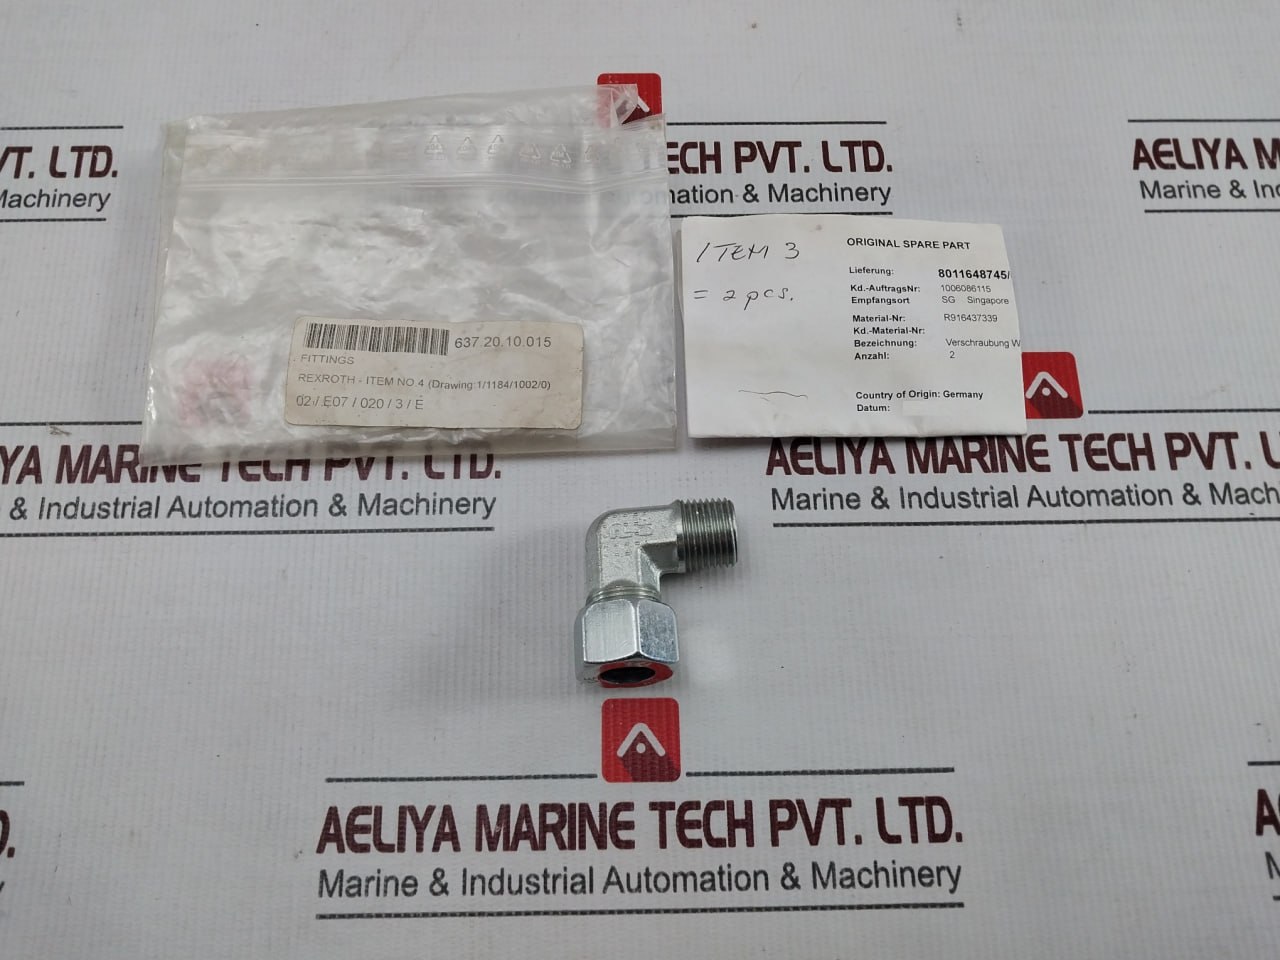 TECH PVT. LTD.
mation & Machinery
TECH PVT. LTD.
Machinery
AELIYA MARINE
Marine & Ind
ITEM 3
= 2 pcs.
ORIGINAL SPARE PART
Lieferung: 8011648745/
Kd.-AuftragsNr: 1006086115
Empfangsort SG Singapore
Material-Nr: R916437339
Kd.-Material-Nr:
Bezeichnung: Verschraubung W
Anzahl: 2
Country of Origin: Germany
Datum:
637.20.10.015
FITTINGS
REXROTH - ITEM NO.4 (Drawing:1/1184/1002/0)
02 / E07 / 020 / 3 / E
YA MARINE TECH PVT. LTD.
& Industrial Automation & Machinery
AELIYA MARINE TECH PVT. L
Marine & Industrial Automation & Mach
AELIYA MARINE TECH PVT. LTD.
Marine & Industrial Automation & Machinery